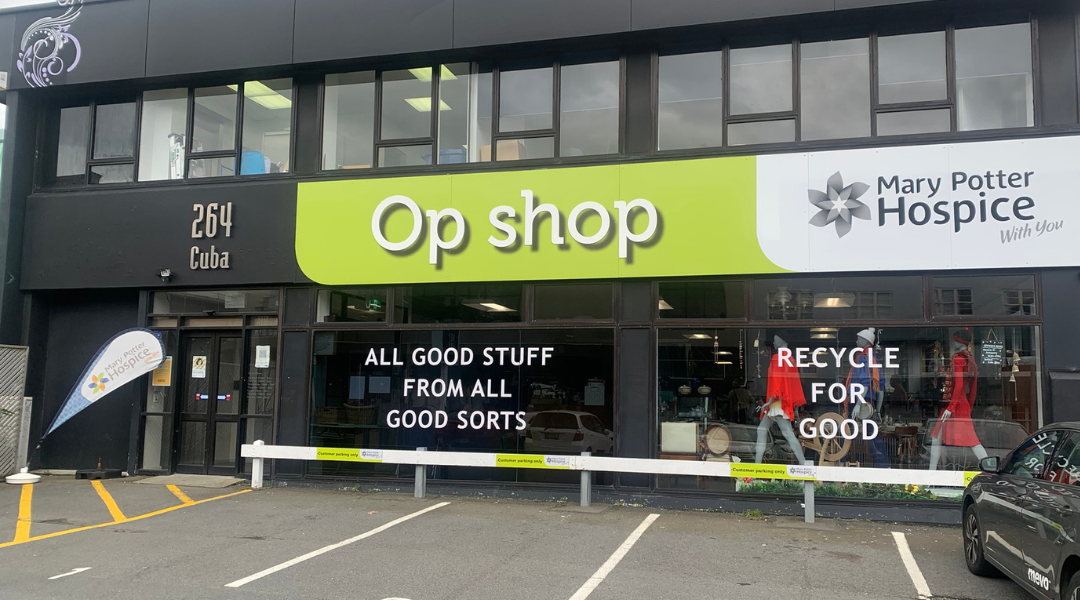 264
Cuba
Op shop
Mary Potter
Hospice
With You
Mary Potter
Hospice
ALL GOOD STUFF
FROM ALL
GOOD SORTS
RECYCLE
FOR
GOOD
Customer parking only
Customer parking only
Customer parking only
mevo